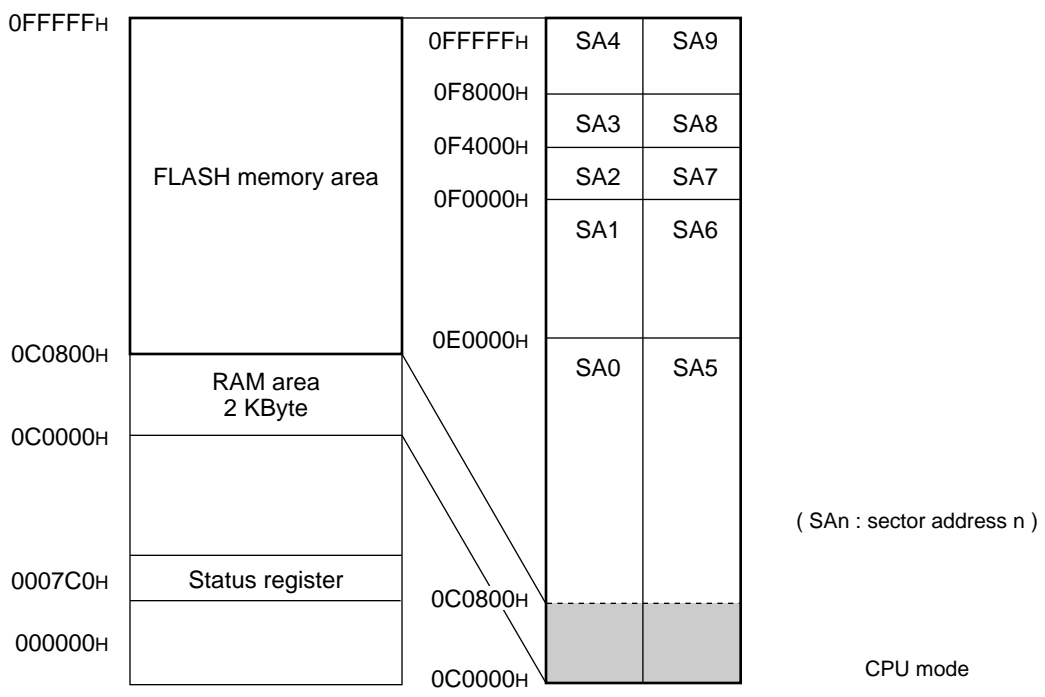 0FFFFFH
FLASH memory area
0C0800H
RAM area
2 KByte
0C0000H
0007C0H
Status register
000000H
0FFFFFH
SA4 SA9
0F8000H
SA3 SA8
0F4000H
SA2 SA7
0F0000H
SA1 SA6
0E0000H
SA0 SA5
0C0800H
0C0000H
( SAn : sector address n )
CPU mode